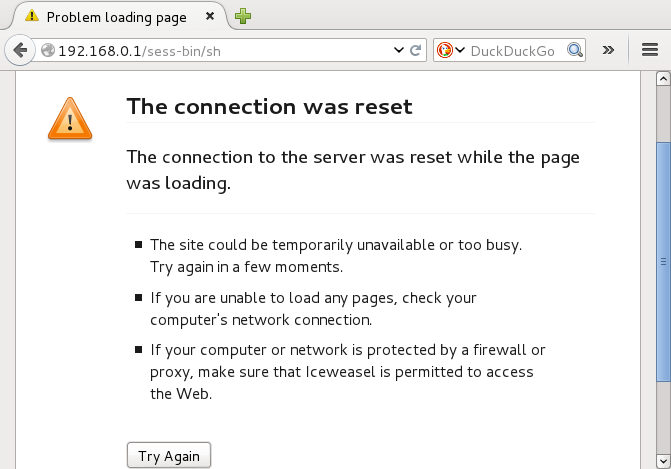 Problem loading page
192.168.0.1/sess-bin/sh
DuckDuckGo
The connection was reset
The connection to the server was reset while the page
was loading.
The site could be temporarily unavailable or too busy.
Try again in a few moments.
If you are unable to load any pages, check your
computer's network connection.
If your computer or network is protected by a firewall or
proxy, make sure that Iceweasel is permitted to access
the Web.
Try Again